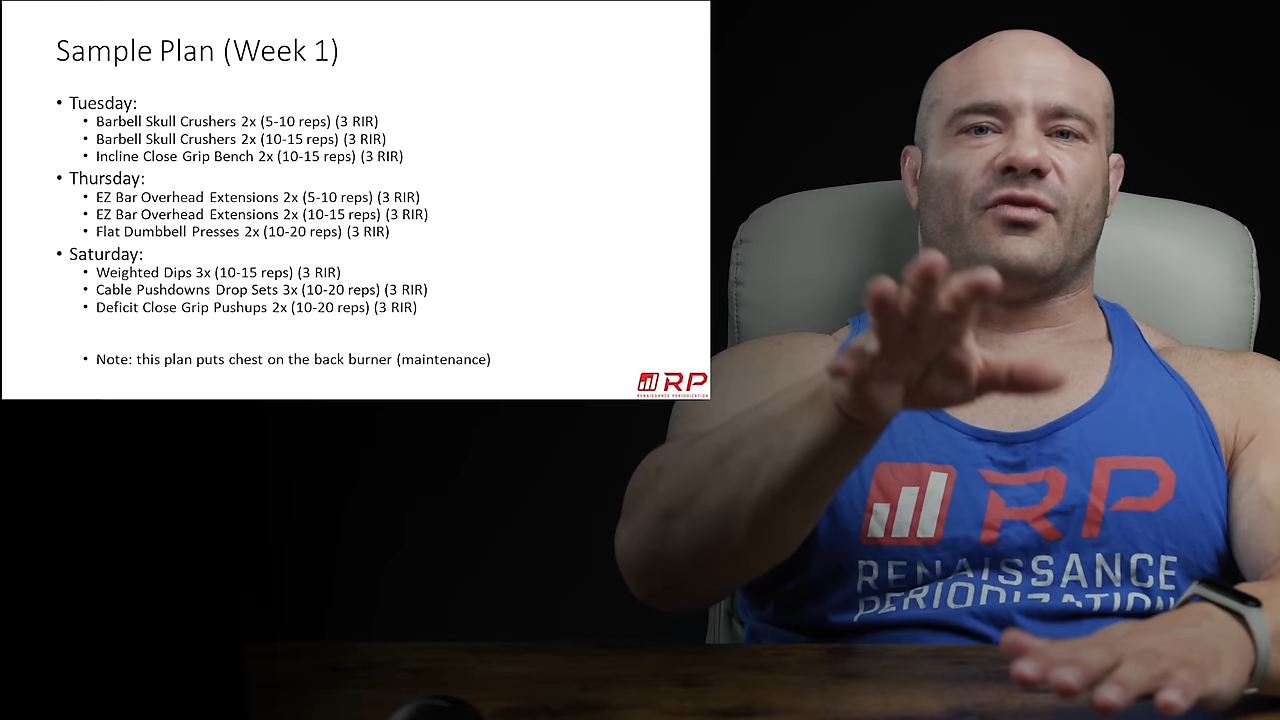 Sample Plan (Week 1)
• Tuesday:
• Barbell Skull Crushers 2x (5-10 reps) (3 RIR)
• Barbell Skull Crushers 2x (10-15 reps) (3 RIR)
• Incline Close Grip Bench 2x (10-15 reps) (3 RIR)
• Thursday:
• EZ Bar Overhead Extensions 2x (5-10 reps) (3 RIR)
• EZ Bar Overhead Extensions 2x (10-15 reps) (3 RIR)
• Flat Dumbbell Presses 2x (10-20 reps) (3 RIR)
• Saturday:
• Weighted Dips 3x (10-15 reps) (3 RIR)
• Cable Pushdowns Drop Sets 3x (10-20 reps) (3 RIR)
• Deficit Close Grip Pushups 2x (10-20 reps) (3 RIR)
• Note: this plan puts chest on the back burner (maintenance)
RP
RENAISSANCE PERIODIZATION
RP
RENAISSANCE
PERIODIZATION